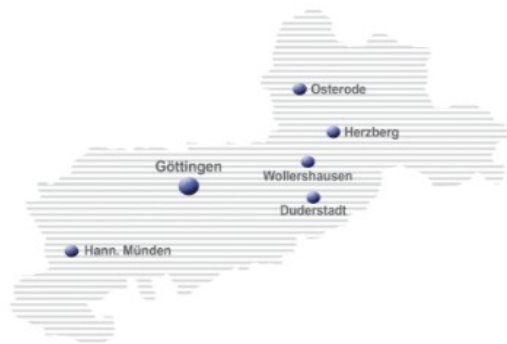 Osterode
Herzberg
Göttingen
Wollershausen
Duderstadt
Hann. Münden